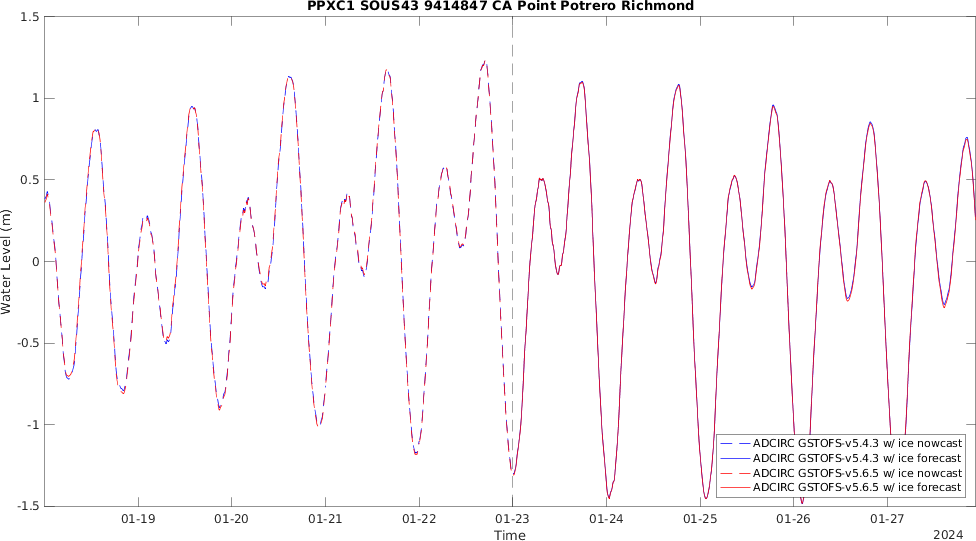 PPXC1 SOUS43 9414847 CA Point Potrero Richmond
1.5
1
0.5
0
-0.5
-1
-1.5
Water Level (m)
ADCIRC GSTOFS-v5.4.3 w/ ice nowcast
ADCIRC GSTOFS-v5.4.3 w/ ice forecast
ADCIRC GSTOFS-v5.6.5 w/ ice nowcast
ADCIRC GSTOFS-v5.6.5 w/ ice forecast
01-19 01-20 01-21 01-22 01-23 01-24 01-25 01-26 01-27
Time
2024